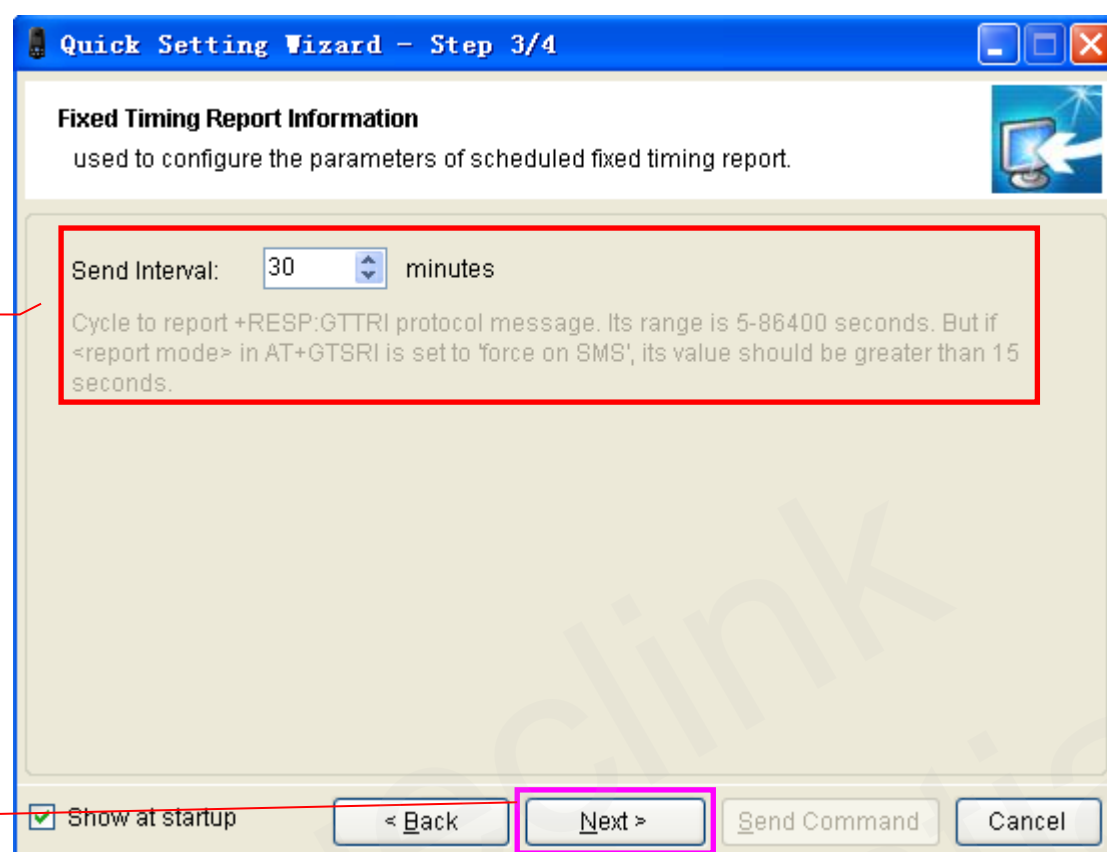 Quick Setting Wizard - Step 3/4
Fixed Timing Report Information
used to configure the parameters of scheduled fixed timing report.
Send Interval: 30 minutes
Cycle to report +RESP:GTTRI protocol message. Its range is 5-86400 seconds. But if
<report mode> in AT+GTSRI is set to 'force on SMS', its value should be greater than 15
seconds.
eclink
Show at startup < Back Next > Send Command Cancel